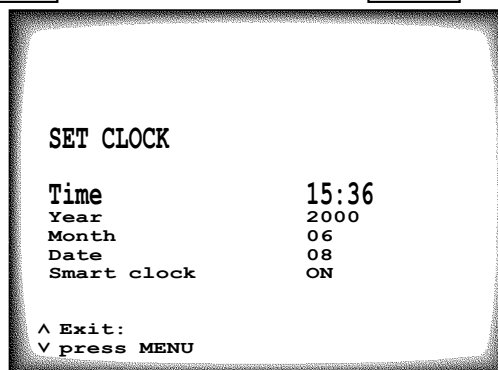 SET CLOCK
Time 15:36
Year 2000
Month 06
Date 08
Smart clock ON
∧ Exit:
∨ press MENU